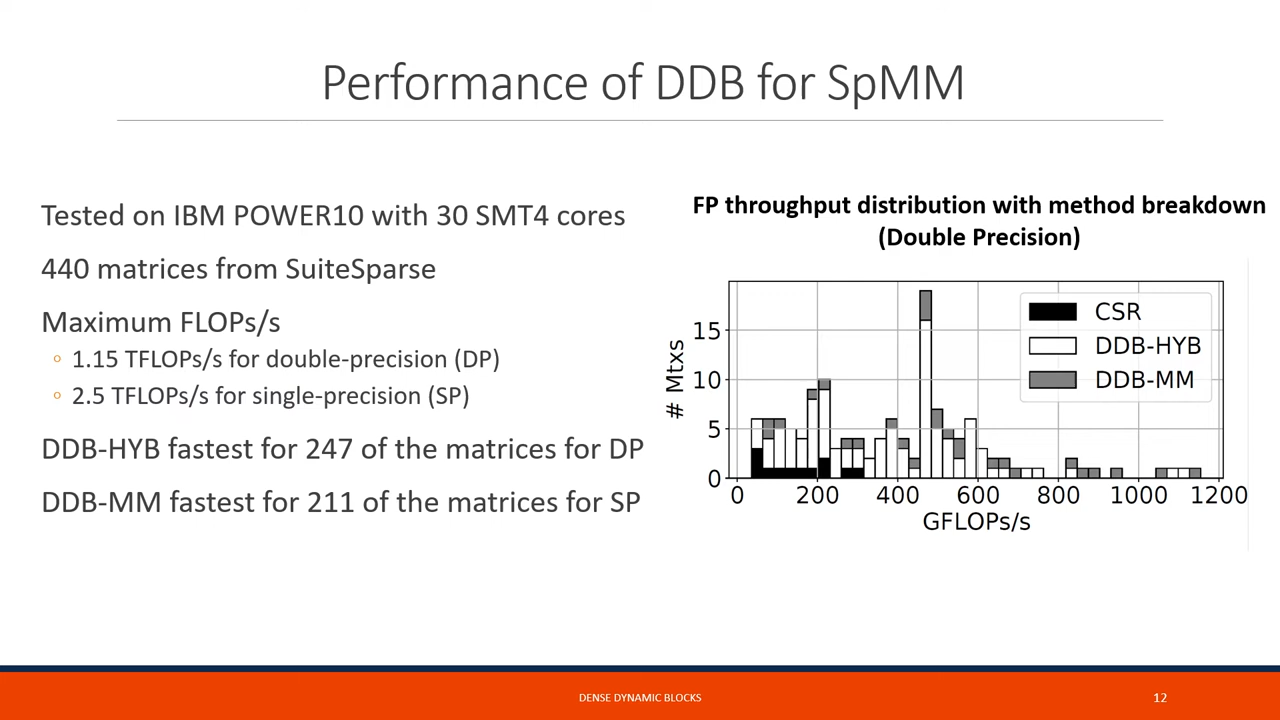 Performance of DDB for SpMM
Tested on IBM POWER10 with 30 SMT4 cores
440 matrices from SuiteSparse
Maximum FLOPs/s
◦ 1.15 TFLOPs/s for double-precision (DP)
◦ 2.5 TFLOPs/s for single-precision (SP)
DDB-HYB fastest for 247 of the matrices for DP
DDB-MM fastest for 211 of the matrices for SP
FP throughput distribution with method breakdown
(Double Precision)
CSR
DDB-HYB
DDB-MM
# Mtxs
15
10
5
0
0 200 400 600 800 1000 1200
GFLOPs/s
DENSE DYNAMIC BLOCKS
12